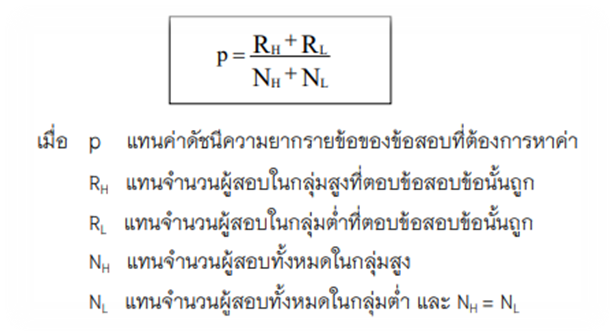 p = (R_H + R_L) / (N_H + N_L)
เมื่อ p แทนค่าดัชนีความยากรายข้อของข้อสอบที่ต้องการหาค่า
R_H แทนจำนวนผู้สอบในกลุ่มสูงที่ตอบข้อสอบข้อนั้นถูก
R_L แทนจำนวนผู้สอบในกลุ่มต่ำที่ตอบข้อสอบข้อนั้นถูก
N_H แทนจำนวนผู้สอบทั้งหมดในกลุ่มสูง
N_L แทนจำนวนผู้สอบทั้งหมดในกลุ่มต่ำ และ N_H = N_L